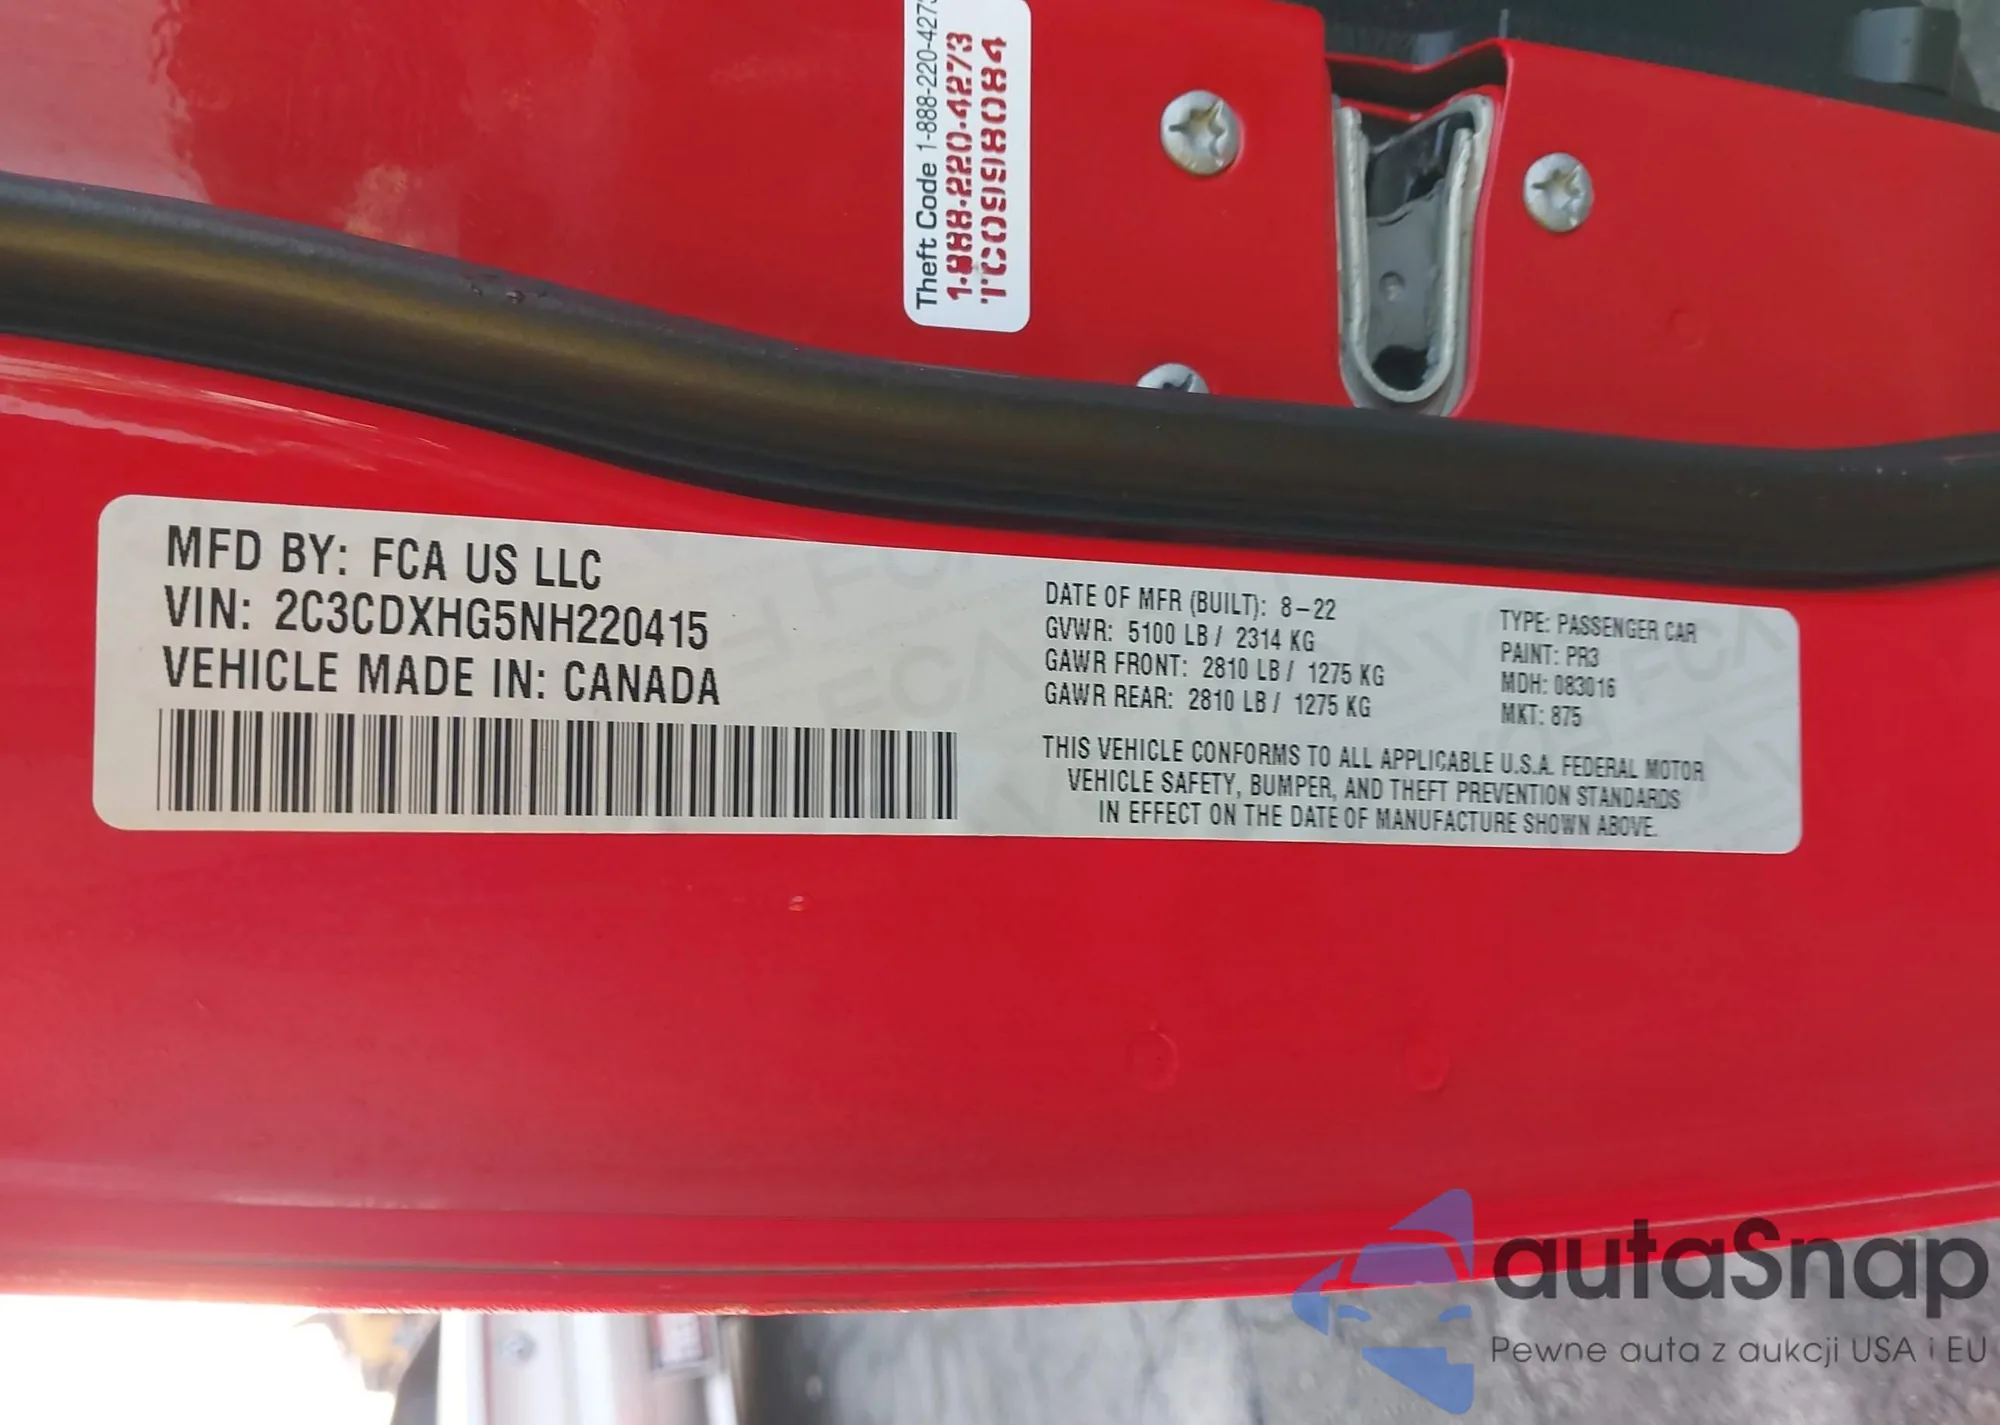 Theft Code 1-888-220-4273
1-888-220-4273
TC0998084
MFD BY: FCA US LLC
VIN: 2C3CDXHG5NH220415
VEHICLE MADE IN: CANADA
DATE OF MFR (BUILT): 8-22
GVWR: 5100 LB / 2314 KG
GAWR FRONT: 2810 LB / 1275 KG
GAWR REAR: 2810 LB / 1275 KG
TYPE: PASSENGER CAR
PAINT: PR3
MDH: 083016
MKT: 875
THIS VEHICLE CONFORMS TO ALL APPLICABLE U.S.A. FEDERAL MOTOR
VEHICLE SAFETY, BUMPER, AND THEFT PREVENTION STANDARDS
IN EFFECT ON THE DATE OF MANUFACTURE SHOWN ABOVE.
autaSnap
Pewne auta z aukcji USA i EU